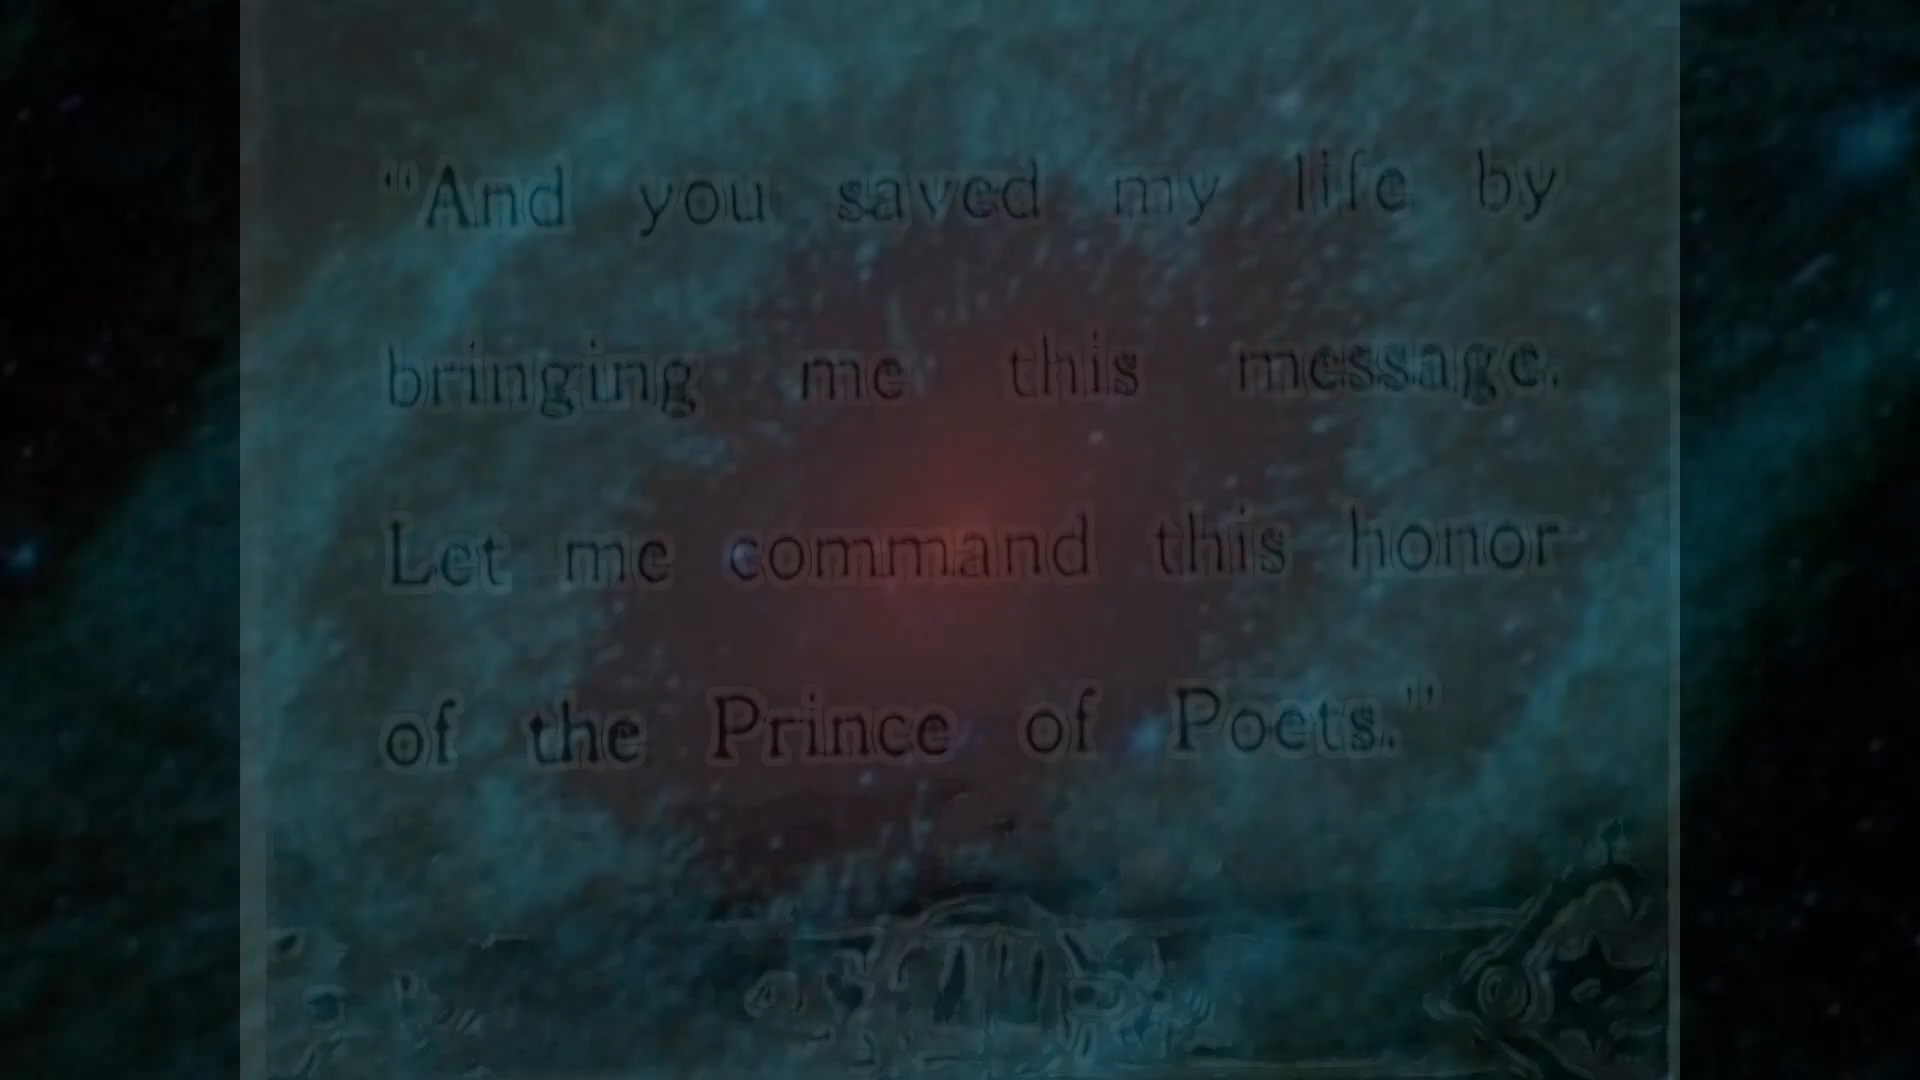 "And you saved my life by
bringing me this message.
Let me command this honor
of the Prince of Poets."